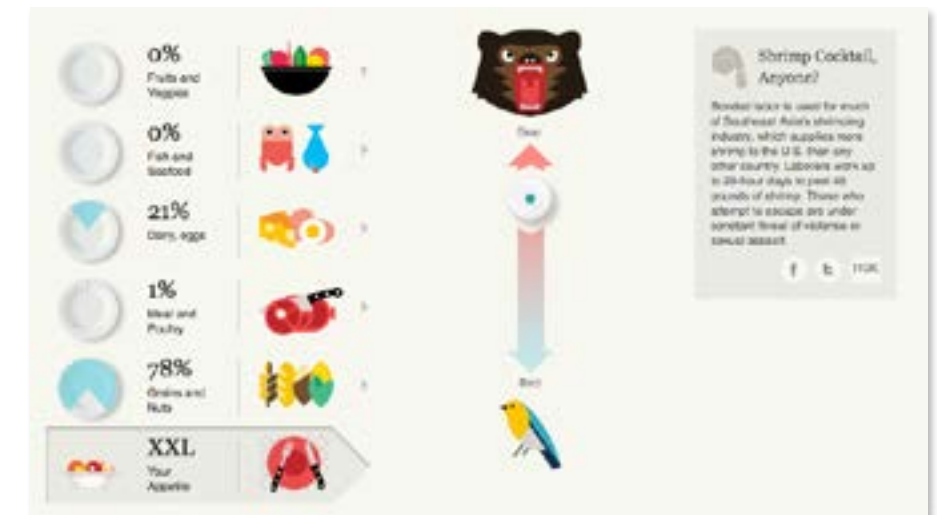 0%
Fruits and
Veggies
0%
Fish and
Seafood
21%
Dairy, eggs
1%
Meat and
Poultry
78%
Grains and
Nuts
XXL
Your
Appetite
Bear
Bird
Shrimp Cocktail,
Anyone?
Bonded labor is used for much
of Southeast Asia's shrimping
industry, which supplies more
shrimp to the U.S. than any
other country. Laborers work up
to 20-hour days to peel 40
pounds of shrimp. Those who
attempt to escape are under
constant threat of violence or
sexual assault.
f
t